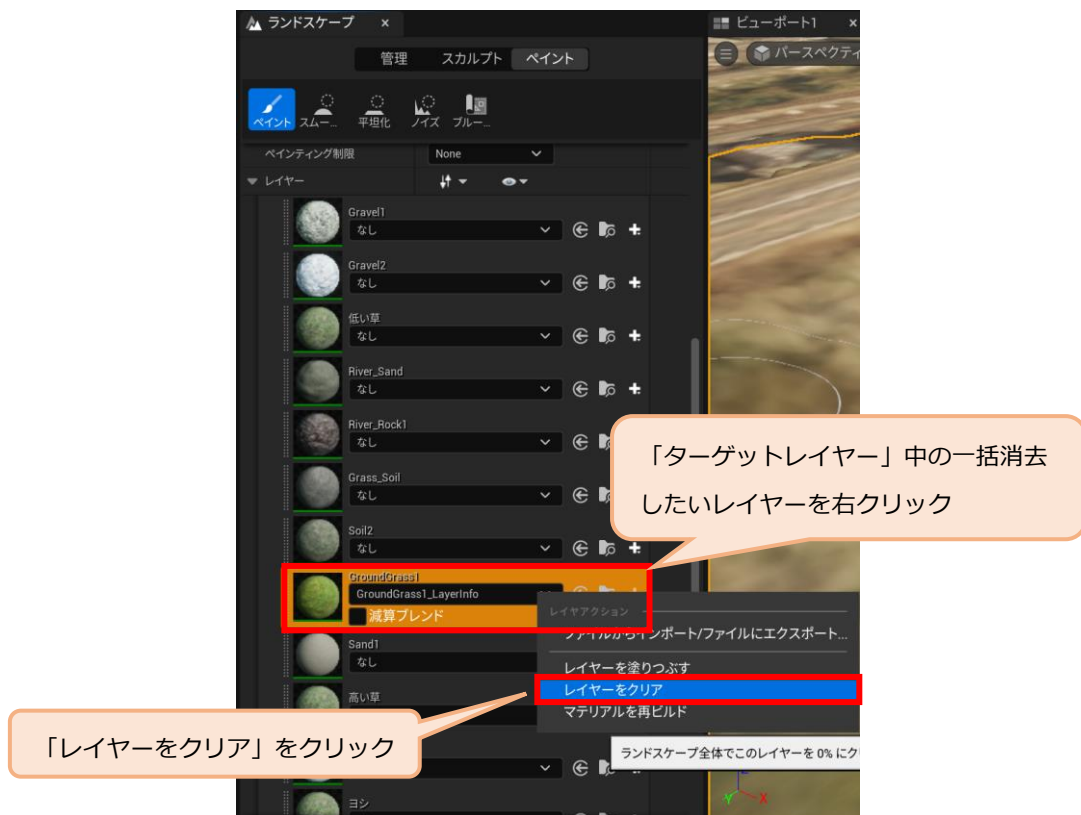 ランドスケープ ×
ビューポート1 ×
管理 スカルプト ペイント
パースペクティ
ペイント スムー... 平坦化 ノイズ ブルー...
ペインティング制限 None
レイヤー
Gravel1
なし
Gravel2
なし
低い草
なし
River_Sand
なし
River_Rock1
なし
Grass_Soil
なし
Soil2
なし
「ターゲットレイヤー」中の一括消去
したいレイヤーを右クリック
GroundGrass1
GroundGrass1_LayerInfo
減算ブレンド
レイヤアクション
ファイルからインポート/ファイルにエクスポート...
レイヤーを塗りつぶす
レイヤーをクリア
マテリアルを再ビルド
Sand1
なし
高い草
「レイヤーをクリア」をクリック
ランドスケープ全体でこのレイヤーを 0% にク
ヨシ
Z
Y X